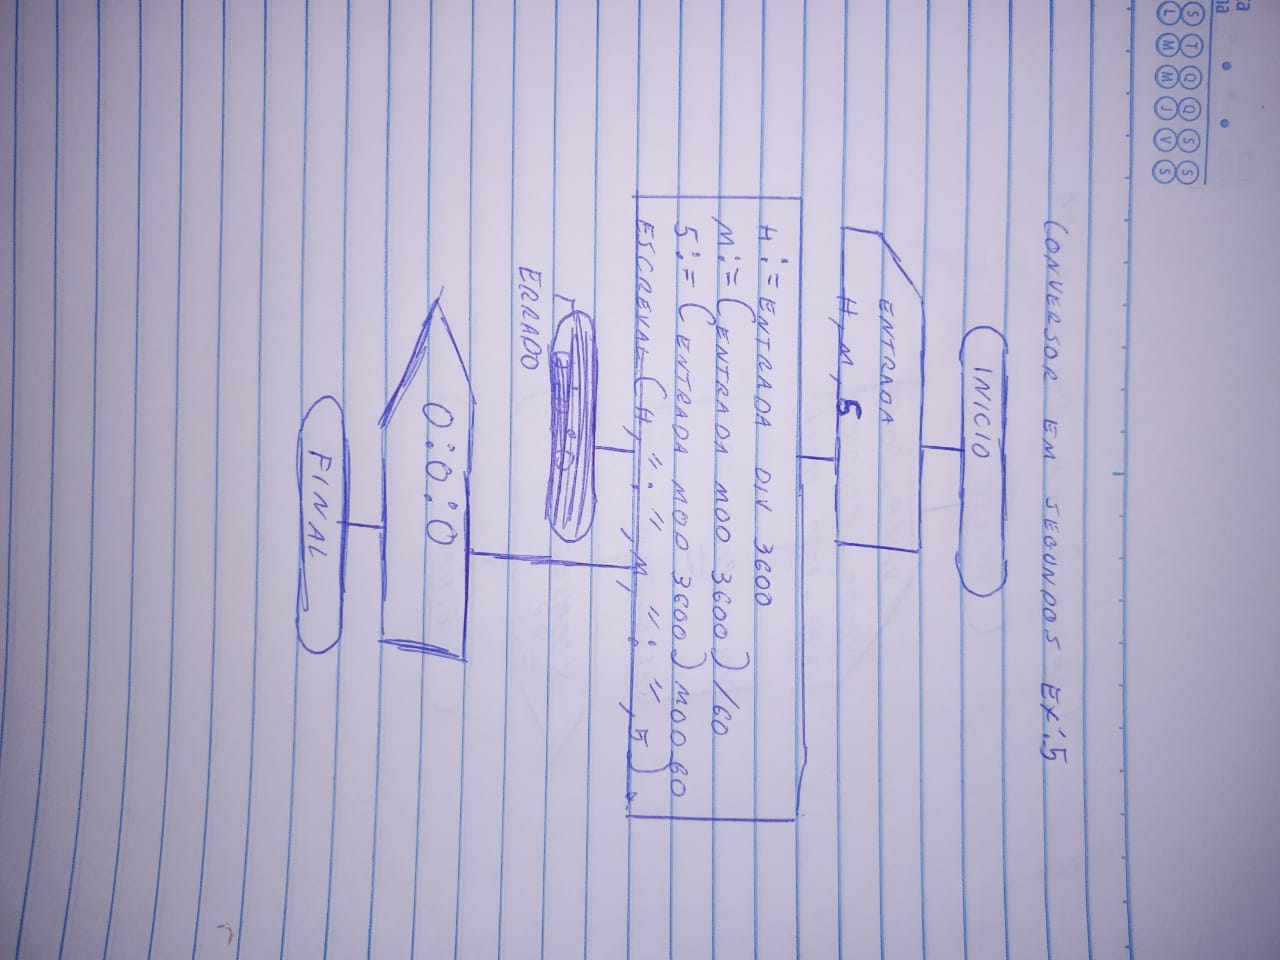 S T Q Q S S
L M M J V S
CONVERSOR EM SEGUNDOS EX:.5
INICIO
ENTRADA
H, M, S
H:= ENTRADA DIV 3600
M:= (ENTRADA MOD 3600) /60
S:= (ENTRADA MOD 3600) MOD 60
ESCREVAL (H, ":", M, ":", S)
ERRADO
0:0:0
FINAL